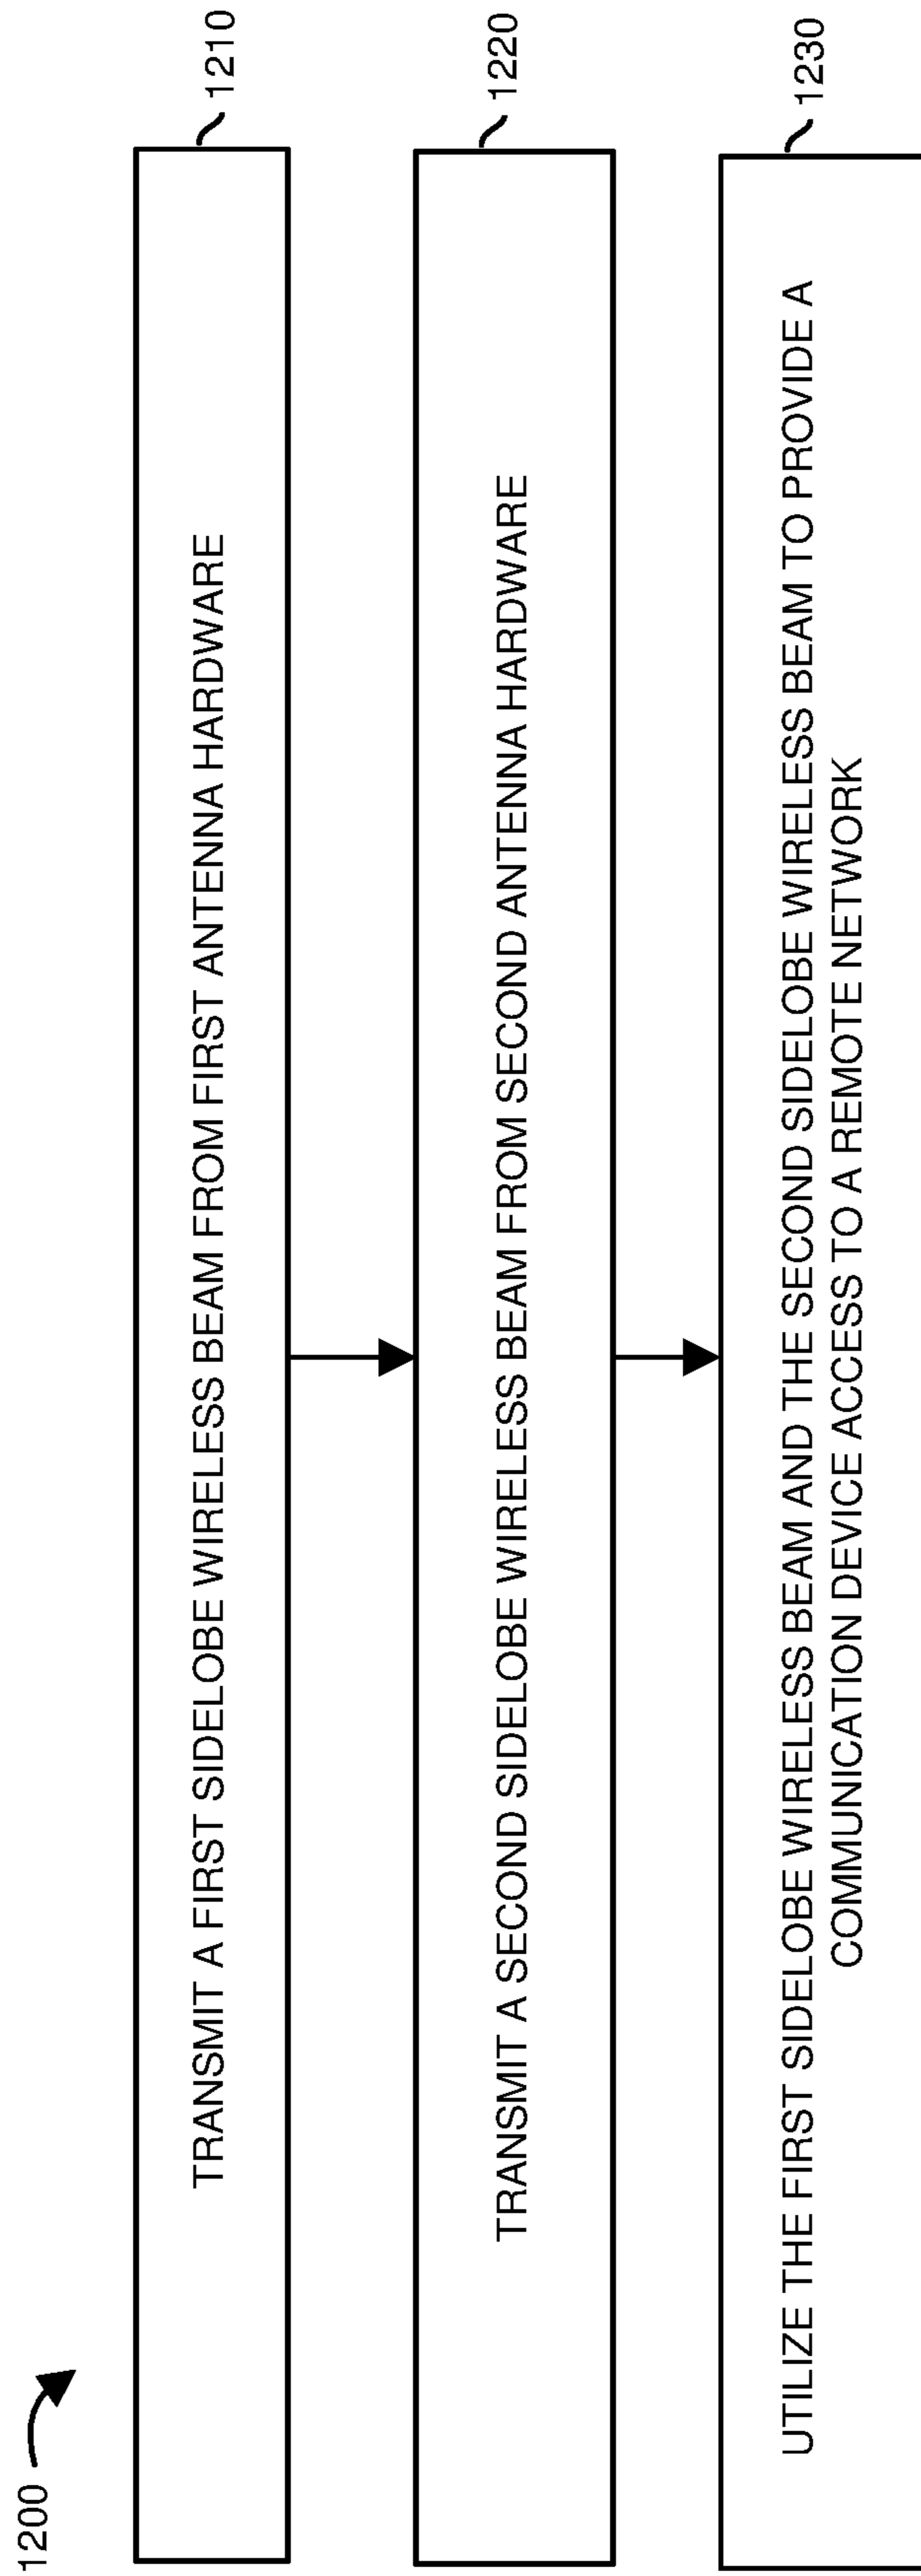 1200
TRANSMIT A FIRST SIDELOBE WIRELESS BEAM FROM FIRST ANTENNA HARDWARE
1210
TRANSMIT A SECOND SIDELOBE WIRELESS BEAM FROM SECOND ANTENNA HARDWARE
1220
UTILIZE THE FIRST SIDELOBE WIRELESS BEAM AND THE SECOND SIDELOBE WIRELESS BEAM TO PROVIDE A
COMMUNICATION DEVICE ACCESS TO A REMOTE NETWORK
1230